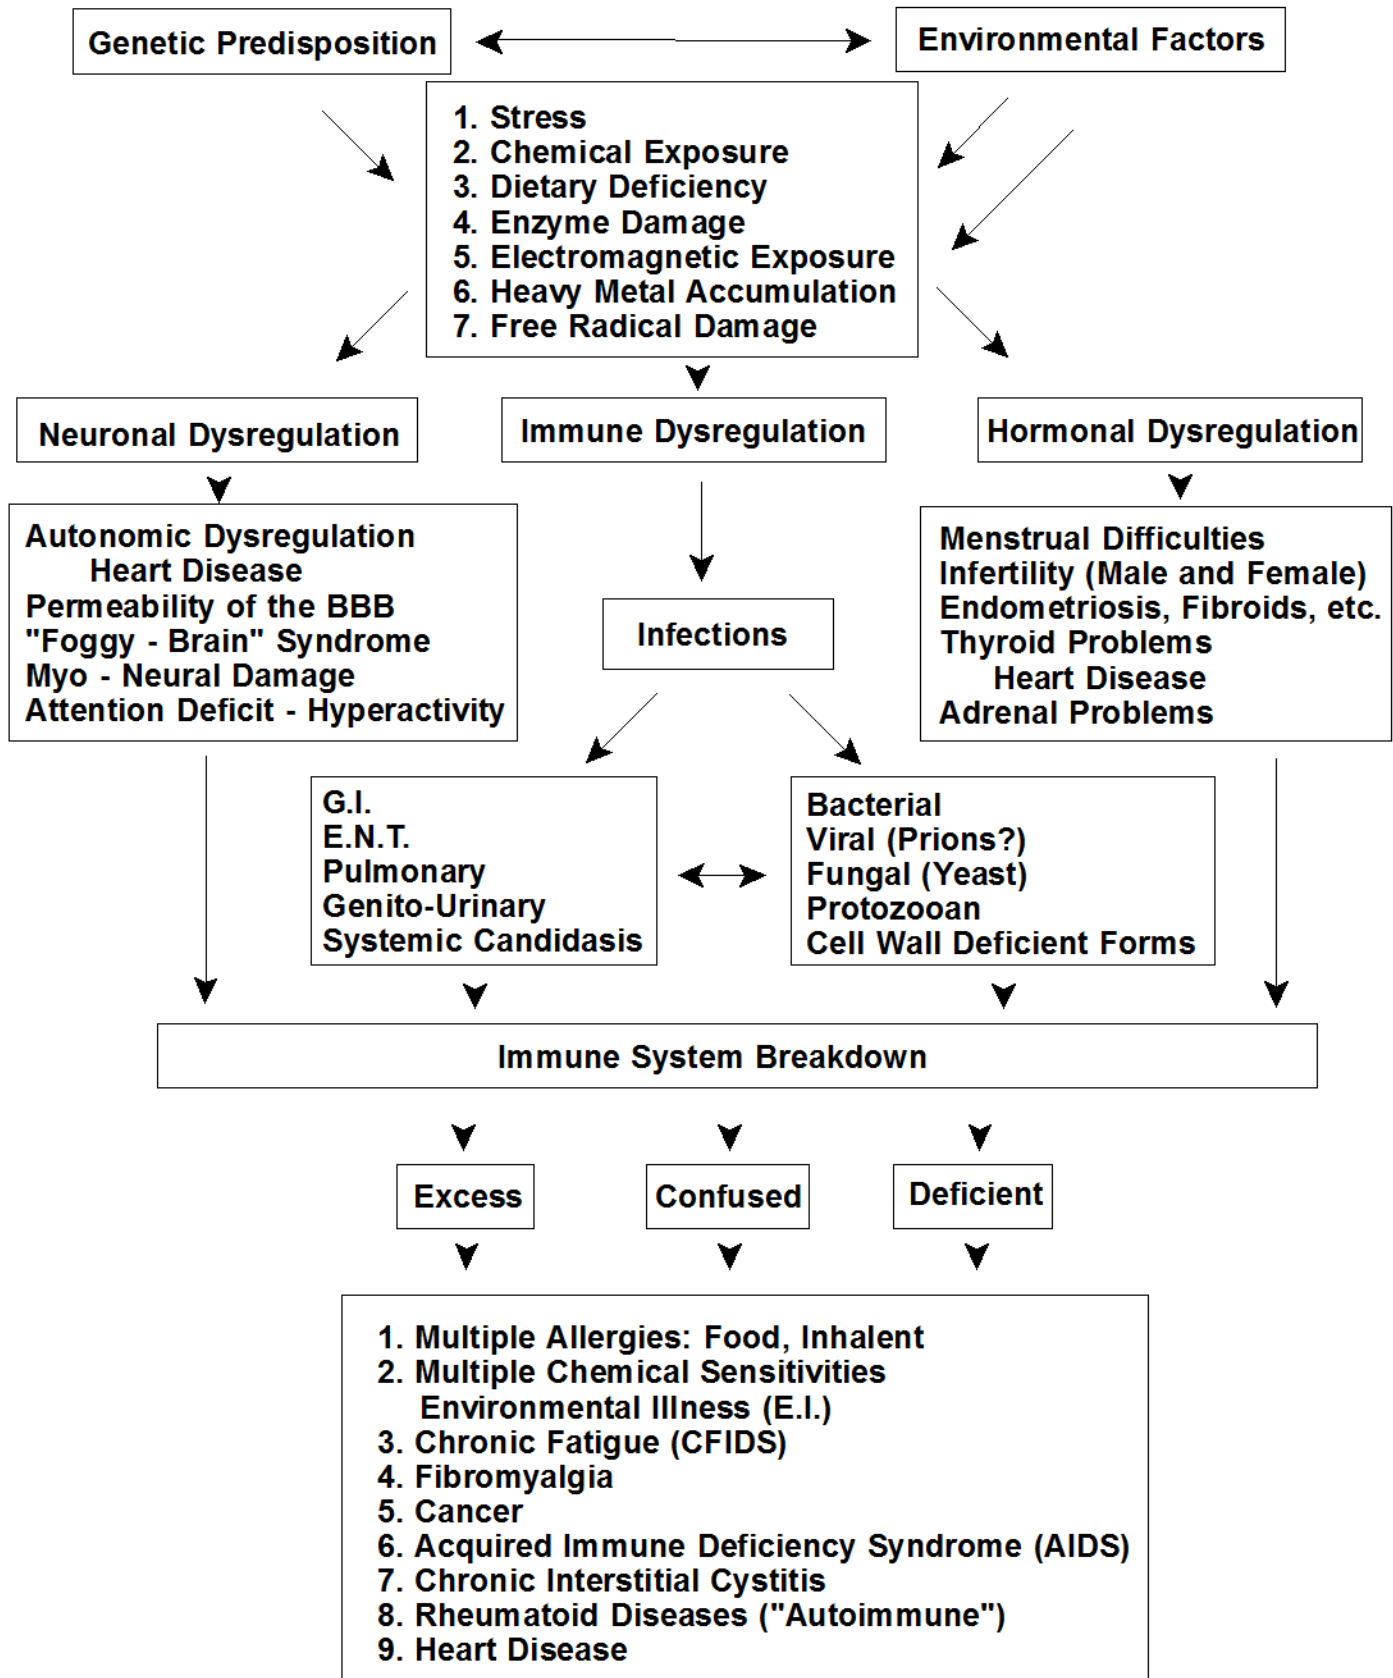 Genetic Predisposition
Environmental Factors
1. Stress
2. Chemical Exposure
3. Dietary Deficiency
4. Enzyme Damage
5. Electromagnetic Exposure
6. Heavy Metal Accumulation
7. Free Radical Damage
Neuronal Dysregulation
Immune Dysregulation
Hormonal Dysregulation
Autonomic Dysregulation
Heart Disease
Permeability of the BBB
"Foggy - Brain" Syndrome
Myo - Neural Damage
Attention Deficit - Hyperactivity
Infections
Menstrual Difficulties
Infertility (Male and Female)
Endometriosis, Fibroids, etc.
Thyroid Problems
Heart Disease
Adrenal Problems
G.I.
E.N.T.
Pulmonary
Genito-Urinary
Systemic Candidasis
Bacterial
Viral (Prions?)
Fungal (Yeast)
Protozooan
Cell Wall Deficient Forms
Immune System Breakdown
Excess
Confused
Deficient
1. Multiple Allergies: Food, Inhalent
2. Multiple Chemical Sensitivities
Environmental Illness (E.I.)
3. Chronic Fatigue (CFIDS)
4. Fibromyalgia
5. Cancer
6. Acquired Immune Deficiency Syndrome (AIDS)
7. Chronic Interstitial Cystitis
8. Rheumatoid Diseases ("Autoimmune")
9. Heart Disease